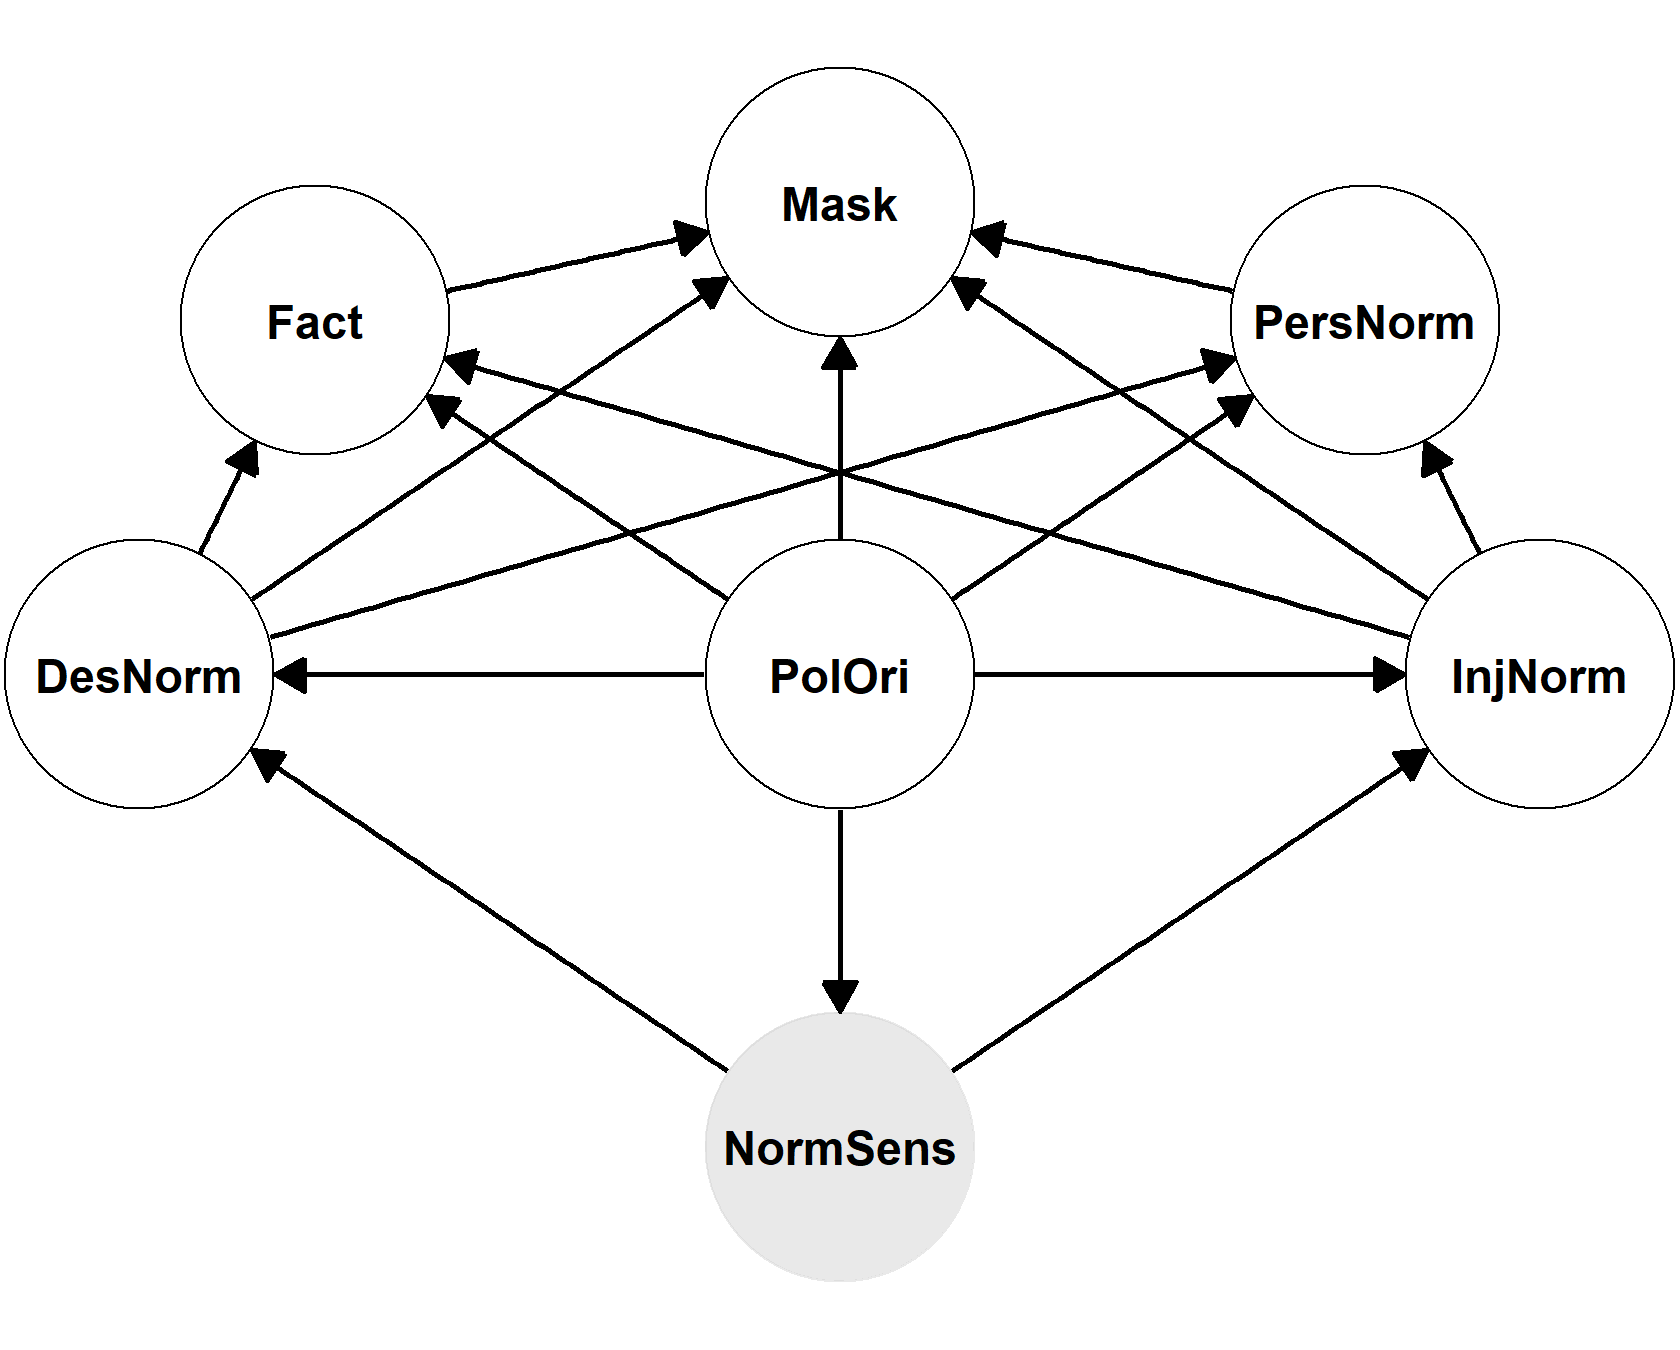 Mask
Fact
PersNorm
DesNorm
PolOri
InjNorm
NormSens